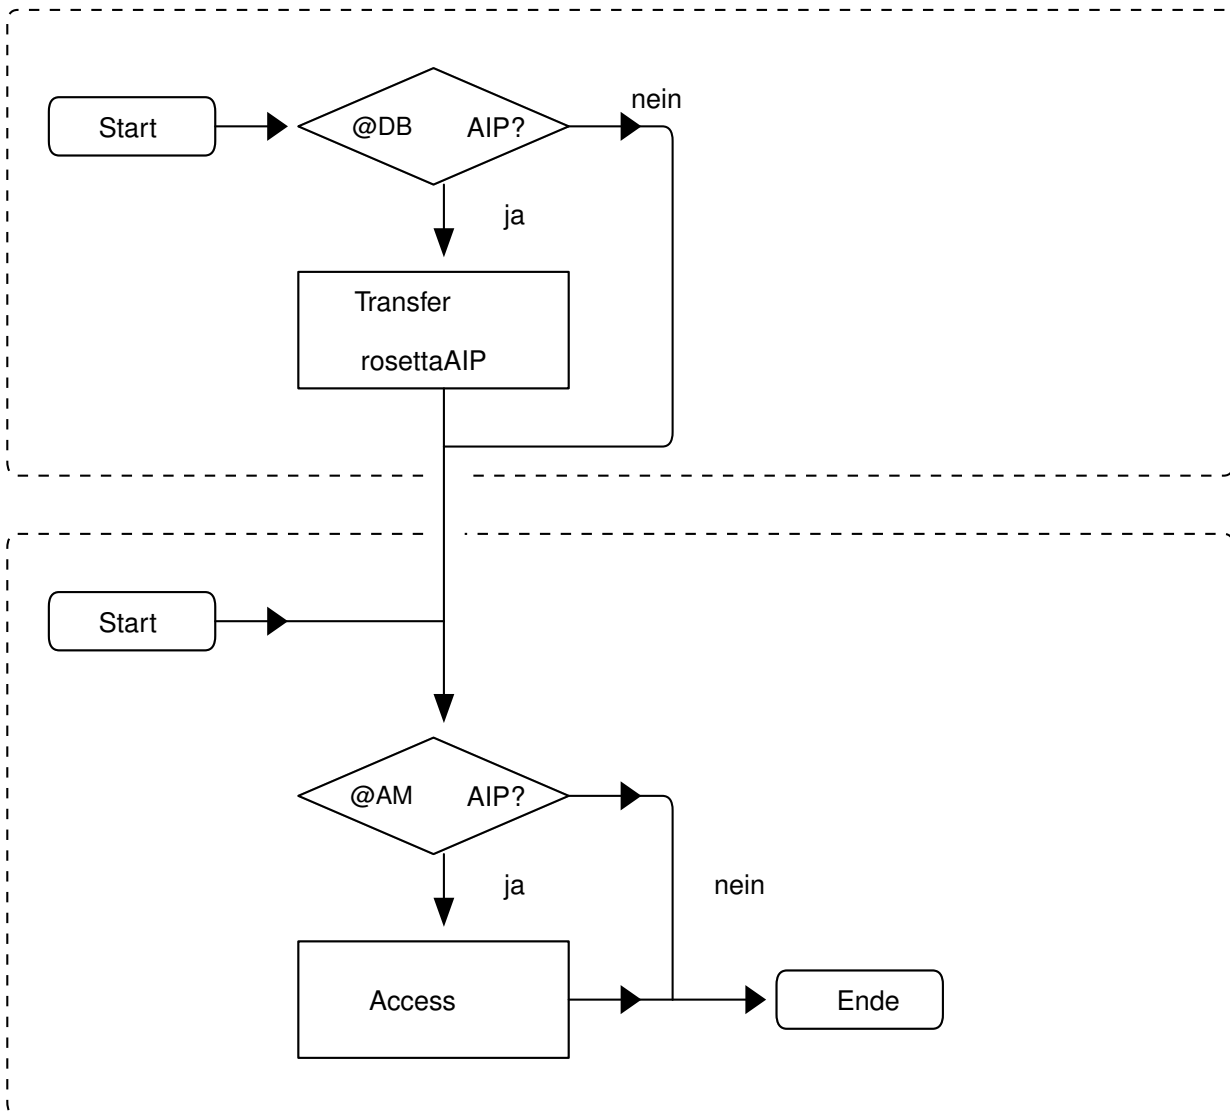 nein
Start
@DB AIP?
ja
Transfer
rosettaAIP
Start
@AM AIP?
ja
nein
Access
Ende